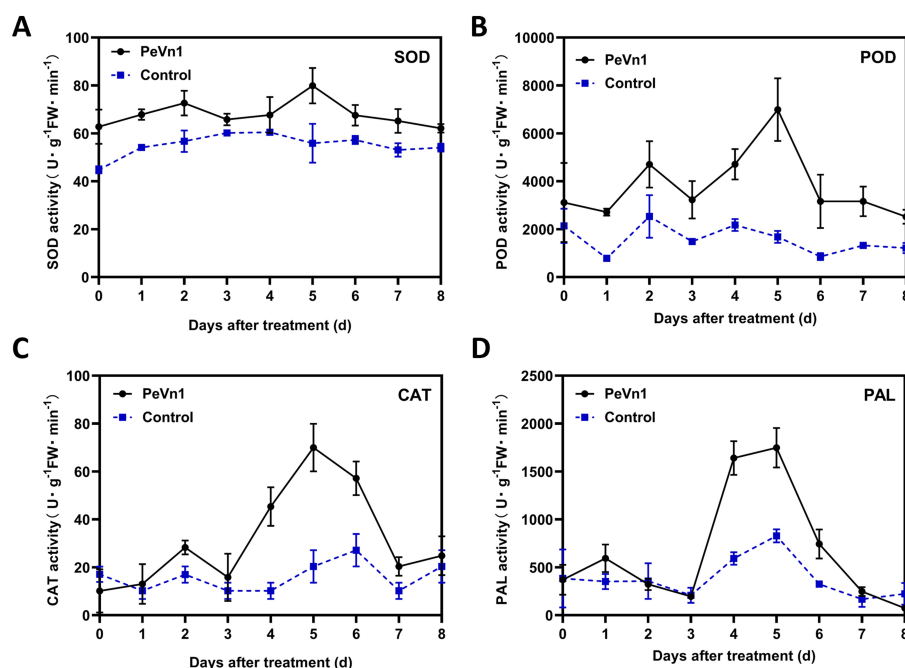 A
SOD activity ( U· g⁻¹FW· min⁻¹)
100
80
60
40
20
0
PeVn1
Control
SOD
0 1 2 3 4 5 6 7 8
Days after treatment (d)
B
POD activity ( U· g⁻¹FW· min⁻¹)
10000
8000
6000
4000
2000
0
PeVn1
Control
POD
0 1 2 3 4 5 6 7 8
Days after treatment (d)
C
CAT activity ( U· g⁻¹FW· min⁻¹)
100
80
60
40
20
0
PeVn1
Control
CAT
0 1 2 3 4 5 6 7 8
Days after treatment (d)
D
PAL activity ( U· g⁻¹FW· min⁻¹)
2500
2000
1500
1000
500
0
PeVn1
Control
PAL
0 1 2 3 4 5 6 7 8
Days after treatment (d)